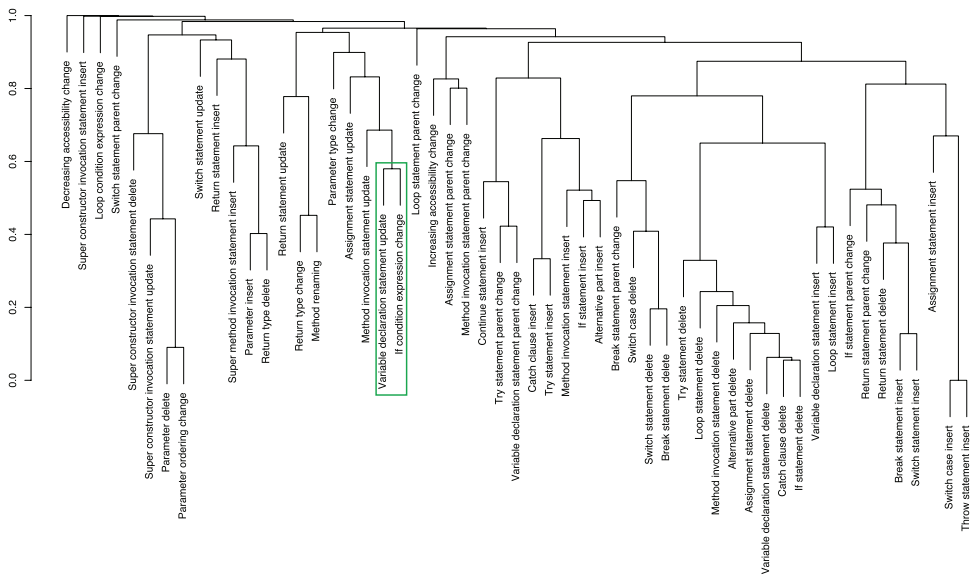 1.0
0.8
0.6
0.4
0.2
0.0
Decreasing accessibility change
Super constructor invocation statement insert
Loop condition expression change
Switch statement parent change
Super constructor invocation statement delete
Super constructor invocation statement update
Parameter delete
Parameter ordering change
Switch statement update
Return statement insert
Super method invocation statement insert
Parameter insert
Return type delete
Return statement update
Return type change
Method renaming
Parameter type change
Assignment statement update
Method invocation statement update
Variable declaration statement update
If condition expression change
Loop statement parent change
Increasing accessibility change
Assignment statement parent change
Method invocation statement parent change
Continue statement insert
Try statement parent change
Variable declaration statement parent change
Catch clause insert
Try statement insert
Method invocation statement insert
If statement insert
Alternative part insert
Break statement parent change
Switch case delete
Switch statement delete
Break statement delete
Try statement delete
Loop statement delete
Method invocation statement delete
Alternative part delete
Assignment statement delete
Variable declaration statement delete
Catch clause delete
If statement delete
Variable declaration statement insert
Loop statement insert
If statement parent change
Return statement parent change
Return statement delete
Break statement insert
Switch statement insert
Assignment statement insert
Switch case insert
Throw statement insert